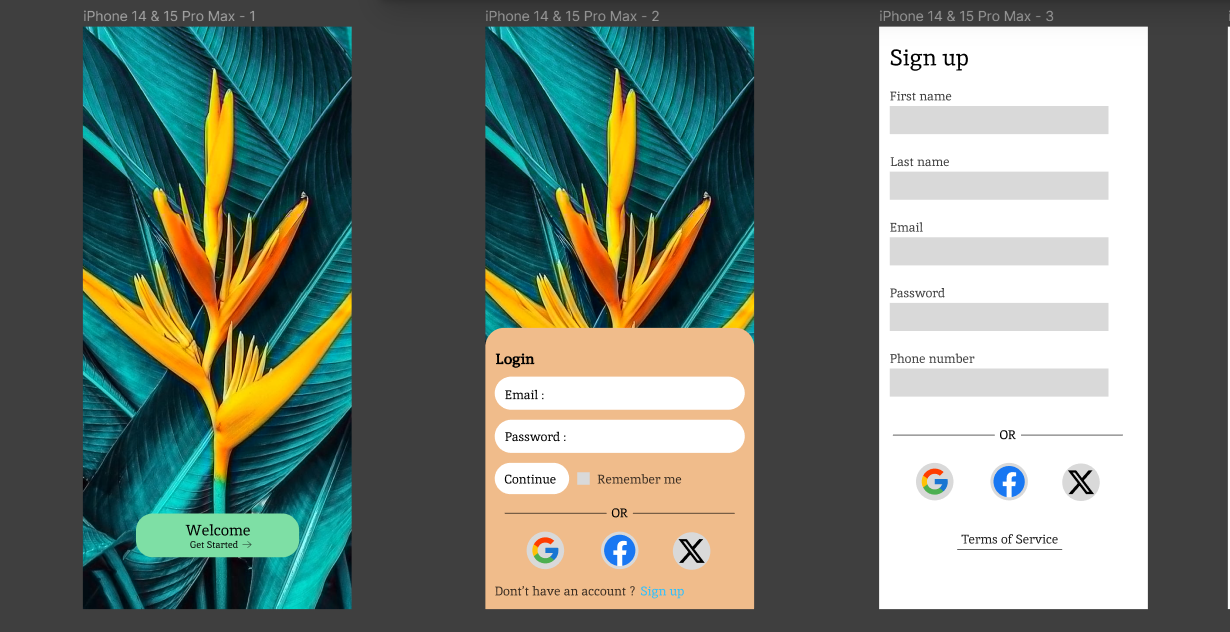 iPhone 14 & 15 Pro Max - 1
Welcome
Get Started →
iPhone 14 & 15 Pro Max - 2
Login
Email :
Password :
Continue
Remember me
OR
Dont't have an account ? Sign up
iPhone 14 & 15 Pro Max - 3
Sign up
First name
Last name
Email
Password
Phone number
OR
Terms of Service